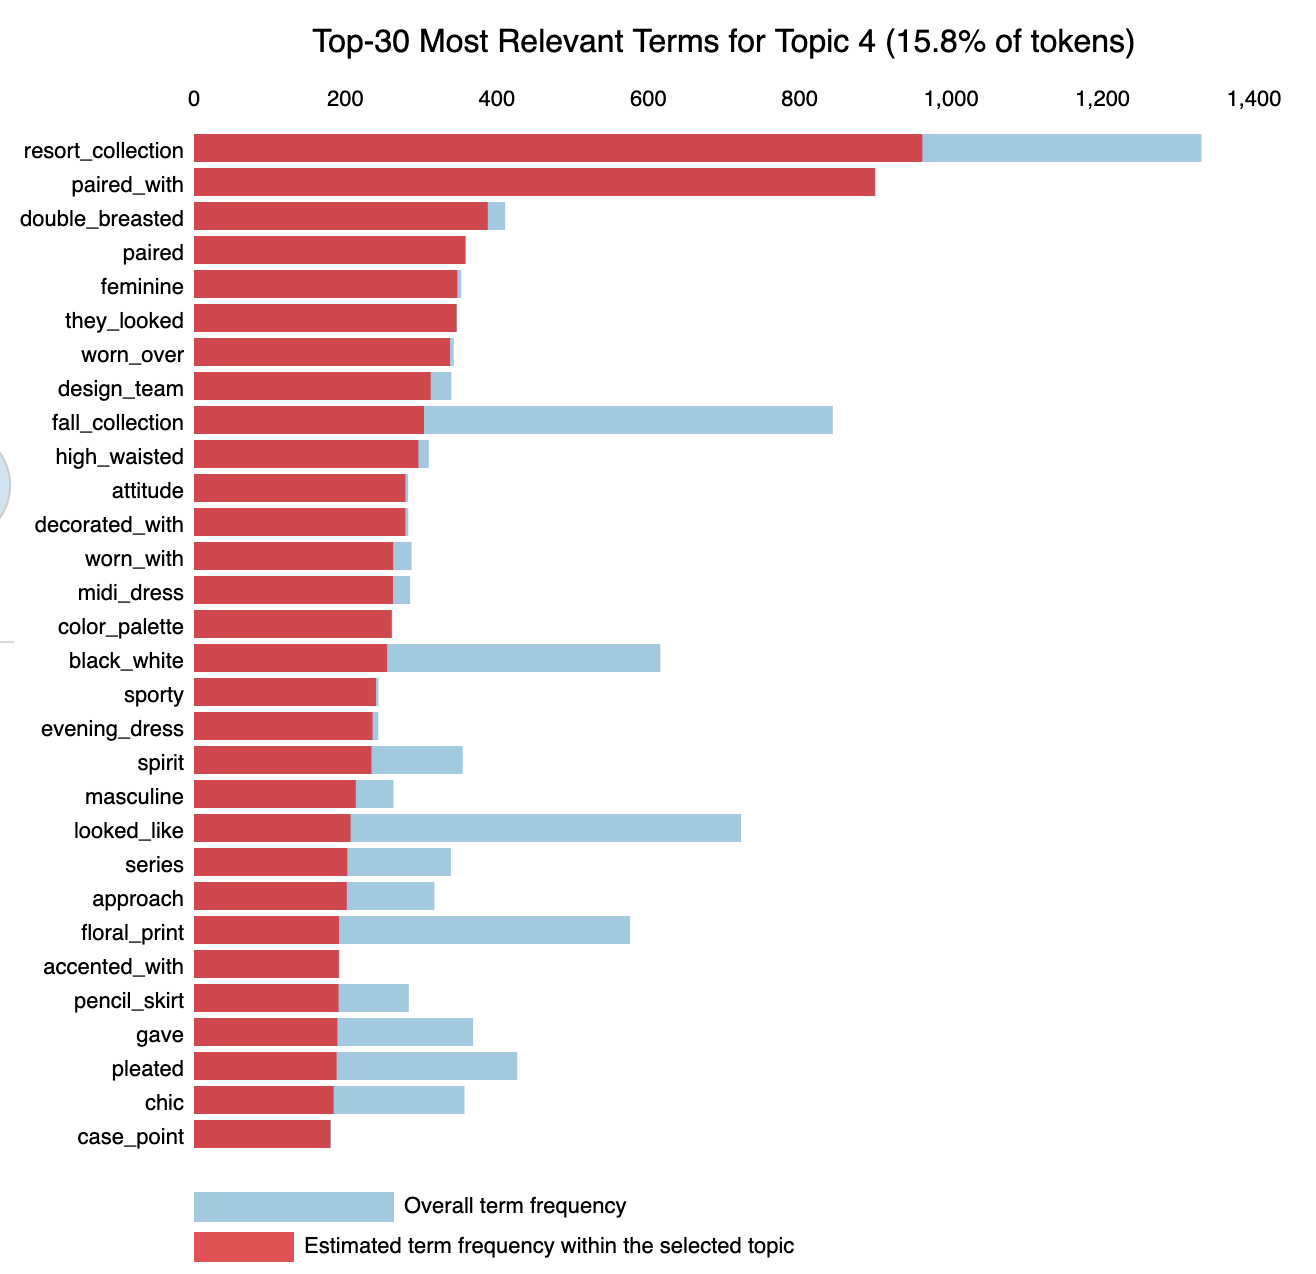 Top-30 Most Relevant Terms for Topic 4 (15.8% of tokens)
0 200 400 600 800 1,000 1,200 1,400
resort_collection
paired_with
double_breasted
paired
feminine
they_looked
worn_over
design_team
fall_collection
high_waisted
attitude
decorated_with
worn_with
midi_dress
color_palette
black_white
sporty
evening_dress
spirit
masculine
looked_like
series
approach
floral_print
accented_with
pencil_skirt
gave
pleated
chic
case_point
Overall term frequency
Estimated term frequency within the selected topic